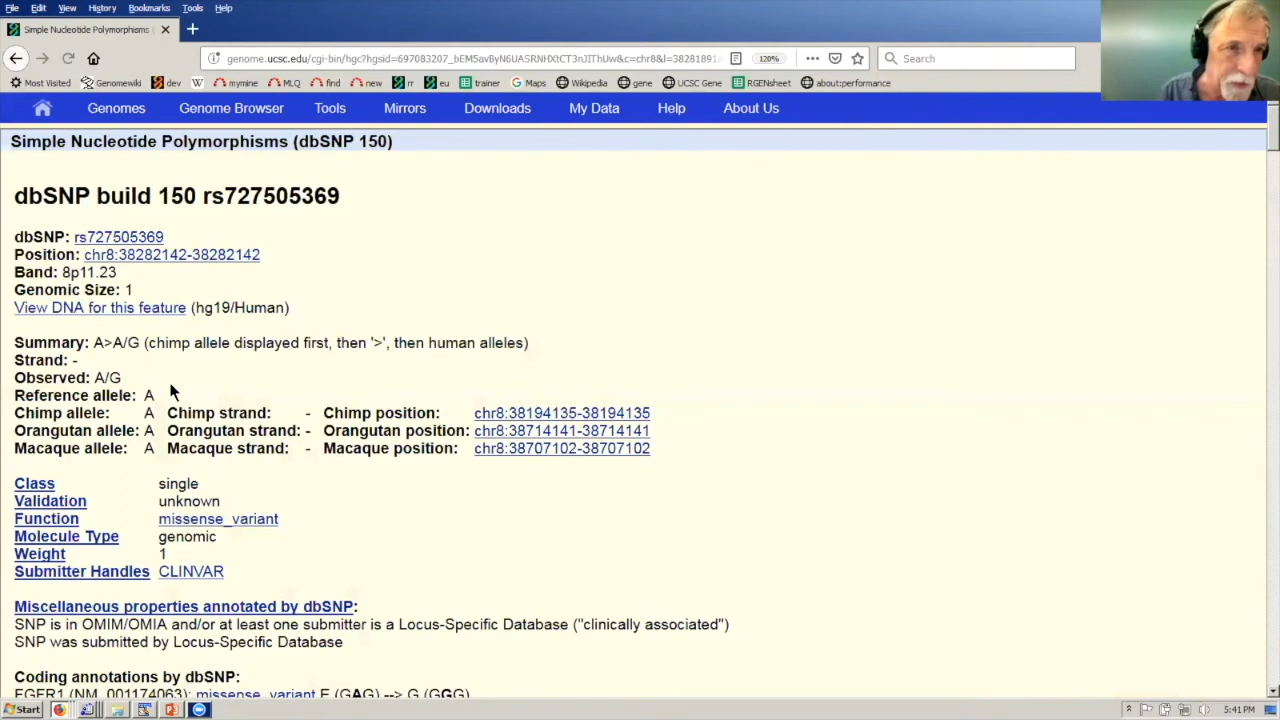 File Edit View History Bookmarks Tools Help
Simple Nucleotide Polymorphisms
genome.ucsc.edu/cgi-bin/hgc?hgsid=697083207_bEM5avByN6UASRNHXtCT3nJIThUw&c=chr8&l=38281891 120% Search
Most Visited Genomewiki dev mymine MLQ find new rr eu trainer Maps Wikipedia gene UCSC Gene RGENsheet about:performance
Genomes Genome Browser Tools Mirrors Downloads My Data Help About Us
Simple Nucleotide Polymorphisms (dbSNP 150)
dbSNP build 150 rs727505369
dbSNP: rs727505369
Position: chr8:38282142-38282142
Band: 8p11.23
Genomic Size: 1
View DNA for this feature (hg19/Human)
Summary: A>A/G (chimp allele displayed first, then '>', then human alleles)
Strand: -
Observed: A/G
Reference allele: A
Chimp allele: A Chimp strand: - Chimp position: chr8:38194135-38194135
Orangutan allele: A Orangutan strand: - Orangutan position: chr8:38714141-38714141
Macaque allele: A Macaque strand: - Macaque position: chr8:38707102-38707102
Class single
Validation unknown
Function missense_variant
Molecule Type genomic
Weight 1
Submitter Handles CLINVAR
Miscellaneous properties annotated by dbSNP:
SNP is in OMIM/OMIA and/or at least one submitter is a Locus-Specific Database ("clinically associated")
SNP was submitted by Locus-Specific Database
Coding annotations by dbSNP:
FGFR1 (NM_001174063): missense_variant E (GAG) --> G (GGG)
Start 5:41 PM